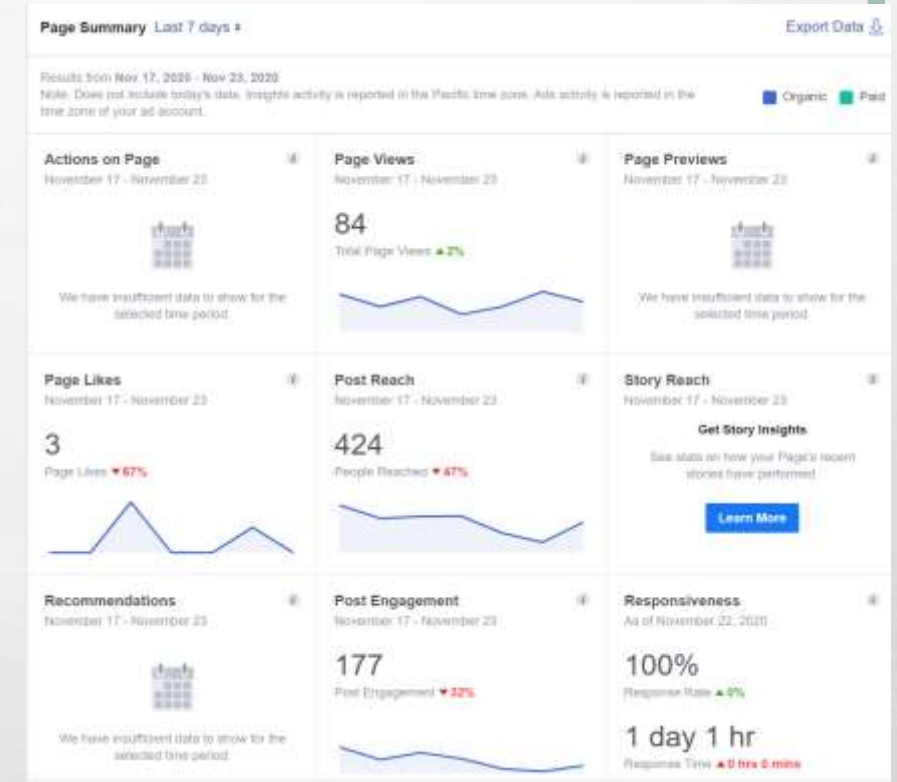 Page Summary Last 7 days
Export Data
Results from Nov 17, 2020 - Nov 23, 2020
Note: Does not include today's data. Insights activity is reported in the Pacific time zone. Ads activity is reported in the
time zone of your ad account.
Organic Paid
Actions on Page
November 17 - November 23
We have insufficient data to show for the
selected time period.
Page Views
November 17 - November 23
84
Total Page Views ▲2%
Page Previews
November 17 - November 23
We have insufficient data to show for the
selected time period.
Page Likes
November 17 - November 23
3
Page Likes ▼67%
Post Reach
November 17 - November 23
424
People Reached ▼47%
Story Reach
November 17 - November 23
Get Story Insights
See stats on how your Page's recent
stories have performed.
Learn More
Recommendations
November 17 - November 23
We have insufficient data to show for the
selected time period.
Post Engagement
November 17 - November 23
177
Post Engagement ▼32%
Responsiveness
As of November 22, 2020
100%
Response Rate ▲0%
1 day 1 hr
Response Time ▲0 hrs 0 mins